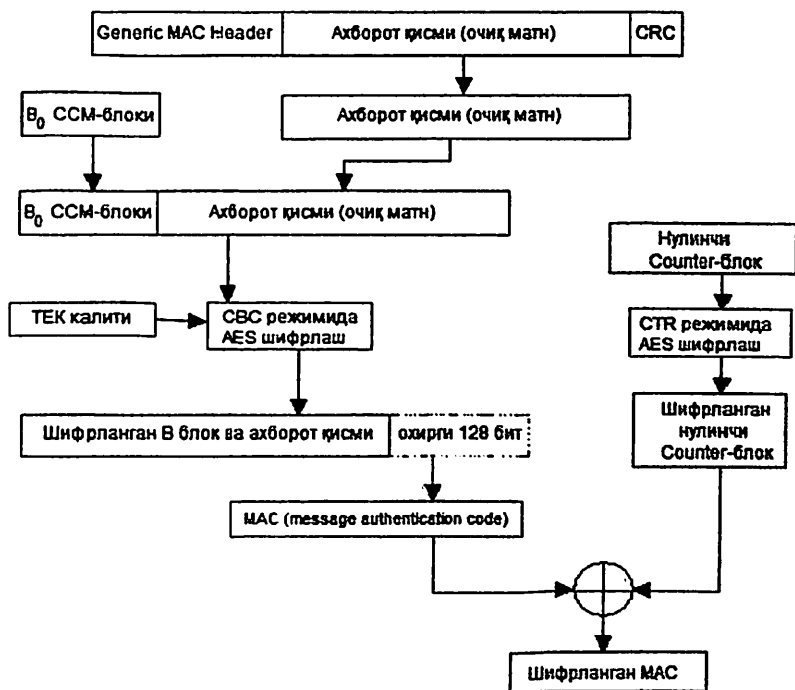 Generic MAC Header Ахборот қисми (очиқ матн) CRC
B0 CCM-блоки
Ахборот қисми (очиқ матн)
B0 CCM-блоки Ахборот қисми (очиқ матн)
Нулинчи
Counter-блок
ТЕК калити
CBC режимида
AES шифрлаш
CTR режимида
AES шифрлаш
Шифрланган B блок ва ахборот қисми охирги 128 бит
Шифрланган
нулинчи
Counter-блок
MAC (message authentication code)
Шифрланган MAC